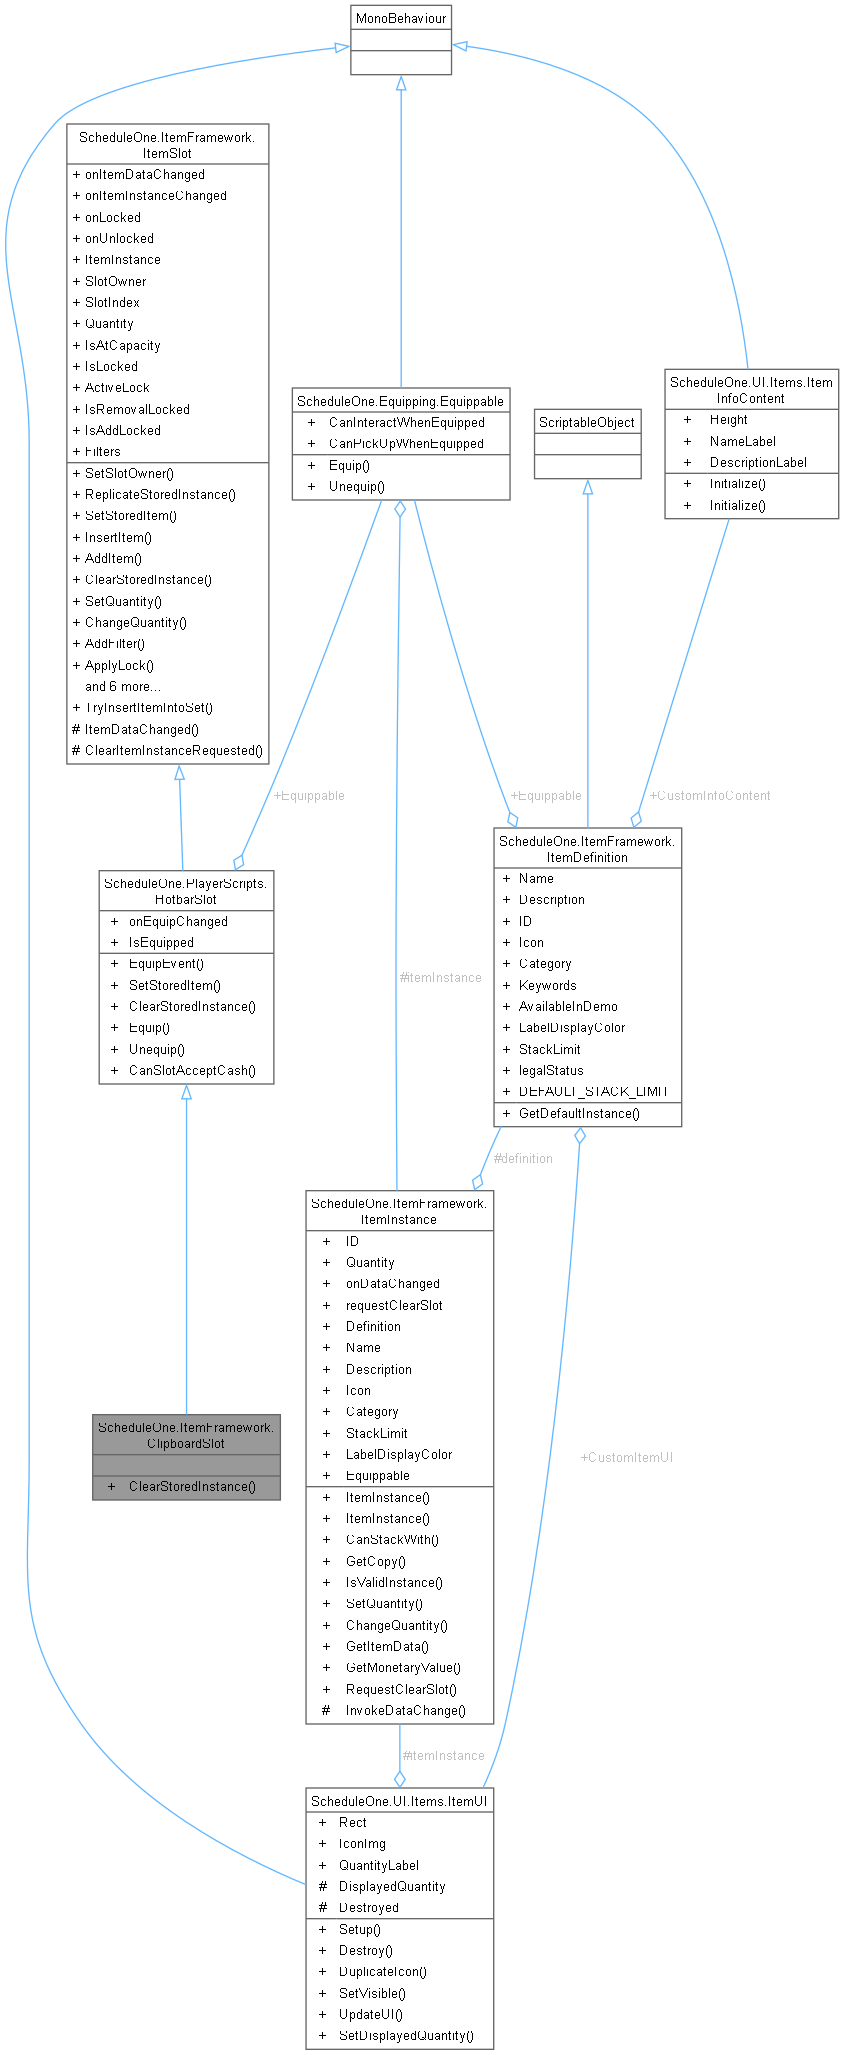 MonoBehaviour
ScheduleOne.ItemFramework.
ItemSlot
+ onItemDataChanged
+ onItemInstanceChanged
+ onLocked
+ onUnlocked
+ ItemInstance
+ SlotOwner
+ SlotIndex
+ Quantity
+ IsAtCapacity
+ IsLocked
+ ActiveLock
+ IsRemovalLocked
+ IsAddLocked
+ Filters
+ SetSlotOwner()
+ ReplicateStoredInstance()
+ SetStoredItem()
+ InsertItem()
+ AddItem()
+ ClearStoredInstance()
+ SetQuantity()
+ ChangeQuantity()
+ AddFilter()
+ ApplyLock()
and 6 more...
+ TryInsertItemIntoSet()
# ItemDataChanged()
# ClearItemInstanceRequested()
ScheduleOne.Equipping.Equippable
+ CanInteractWhenEquipped
+ CanPickUpWhenEquipped
+ Equip()
+ Unequip()
ScriptableObject
ScheduleOne.UI.Items.Item
InfoContent
+ Height
+ NameLabel
+ DescriptionLabel
+ Initialize()
+ Initialize()
+Equippable
+Equippable
+CustomInfoContent
ScheduleOne.PlayerScripts.
HotbarSlot
+ onEquipChanged
+ IsEquipped
+ EquipEvent()
+ SetStoredItem()
+ ClearStoredInstance()
+ Equip()
+ Unequip()
+ CanSlotAcceptCash()
#itemInstance
ScheduleOne.ItemFramework.
ItemDefinition
+ Name
+ Description
+ ID
+ Icon
+ Category
+ Keywords
+ AvailableInDemo
+ LabelDisplayColor
+ StackLimit
+ legalStatus
+ DEFAULT_STACK_LIMIT
+ GetDefaultInstance()
#definition
ScheduleOne.ItemFramework.
ItemInstance
+ ID
+ Quantity
+ onDataChanged
+ requestClearSlot
+ Definition
+ Name
+ Description
+ Icon
+ Category
+ StackLimit
+ LabelDisplayColor
+ Equippable
+ ItemInstance()
+ ItemInstance()
+ CanStackWith()
+ GetCopy()
+ IsValidInstance()
+ SetQuantity()
+ ChangeQuantity()
+ GetItemData()
+ GetMonetaryValue()
+ RequestClearSlot()
# InvokeDataChange()
ScheduleOne.ItemFramework.
ClipboardSlot
+ ClearStoredInstance()
+CustomItemUI
#itemInstance
ScheduleOne.UI.Items.ItemUI
+ Rect
+ IconImg
+ QuantityLabel
# DisplayedQuantity
# Destroyed
+ Setup()
+ Destroy()
+ DuplicateIcon()
+ SetVisible()
+ UpdateUI()
+ SetDisplayedQuantity()